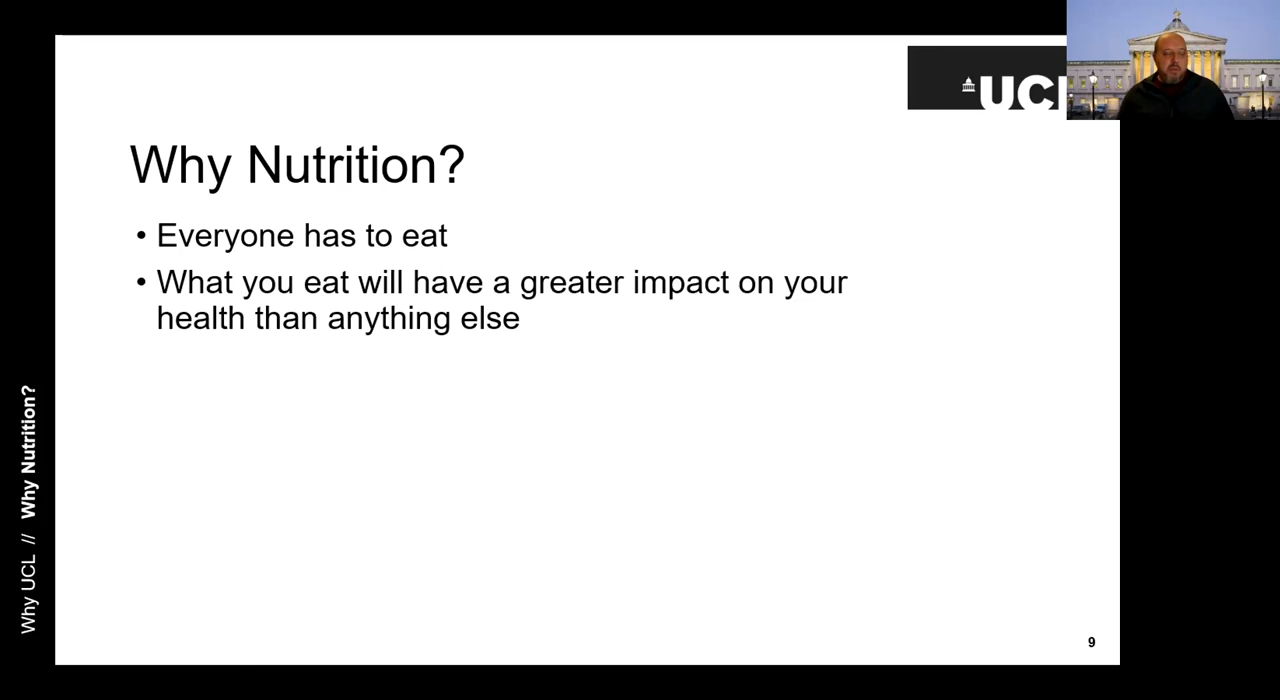 UCL
Why Nutrition?
• Everyone has to eat
• What you eat will have a greater impact on your
health than anything else
Why UCL // Why Nutrition?
9